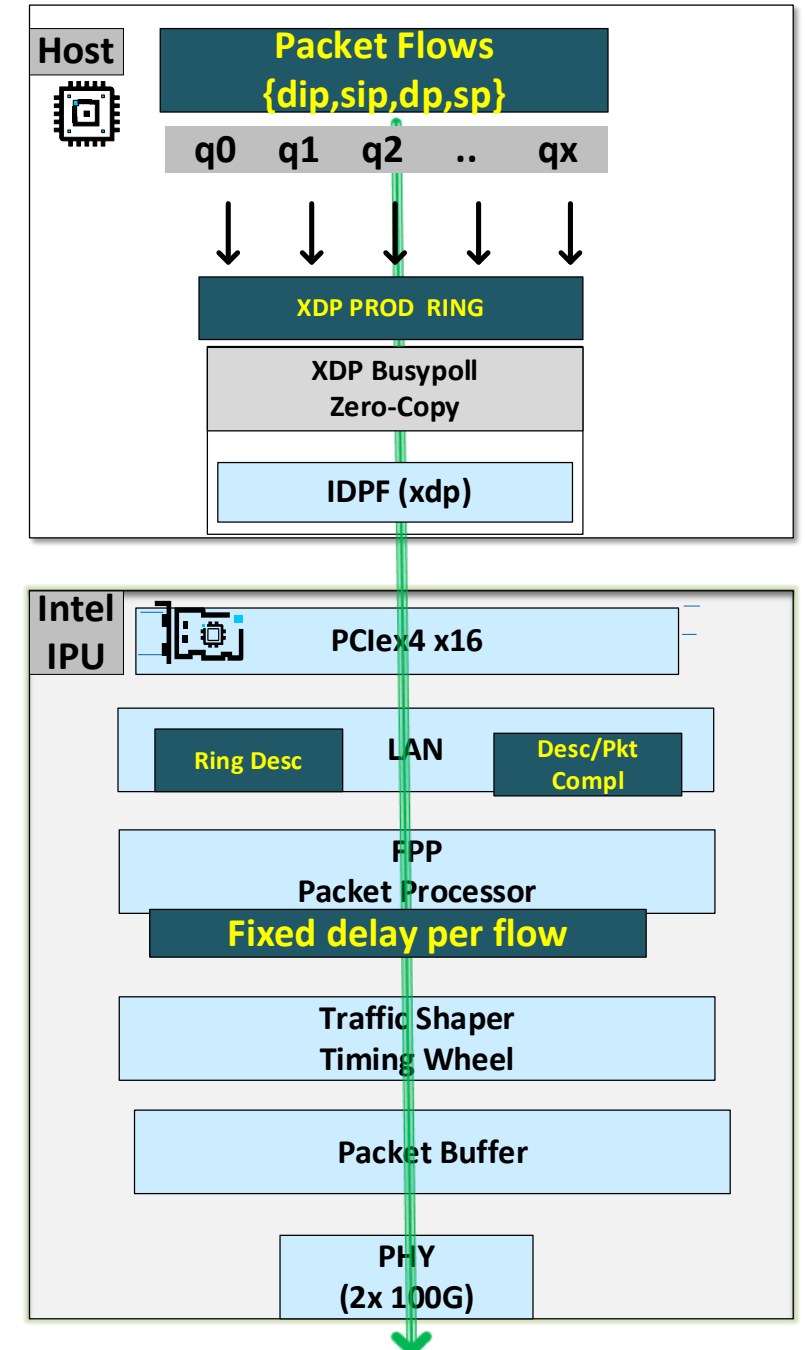 Host
Packet Flows
{dip,sip,dp,sp}
q0 q1 q2 .. qx
XDP PROD RING
XDP Busypoll
Zero-Copy
IDPF (xdp)
Intel
IPU
PCIex4 x16
LAN
Ring Desc
Desc/Pkt
Compl
FPP
Packet Processor
Fixed delay per flow
Traffic Shaper
Timing Wheel
Packet Buffer
PHY
(2x 100G)